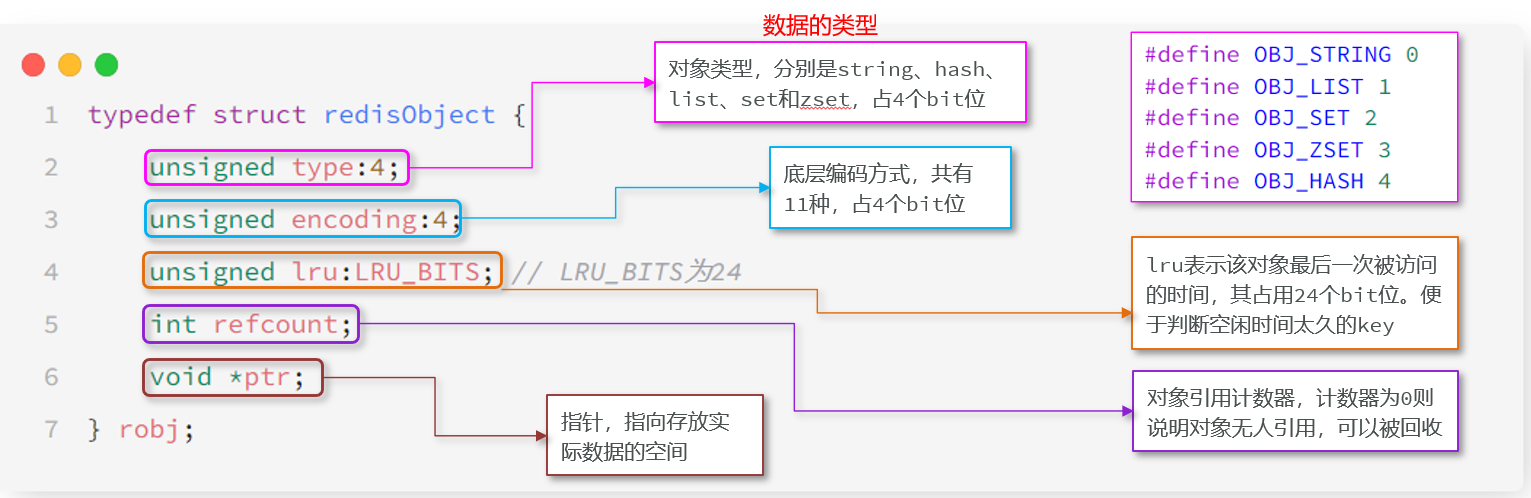 数据的类型
1 typedef struct redisObject {
2 unsigned type:4;
3 unsigned encoding:4;
4 unsigned lru:LRU_BITS; // LRU_BITS为24
5 int refcount;
6 void *ptr;
7 } robj;
对象类型，分别是string、hash、
list、set和zset，占4个bit位
底层编码方式，共有
11种，占4个bit位
指针，指向存放实
际数据的空间
#define OBJ_STRING 0
#define OBJ_LIST 1
#define OBJ_SET 2
#define OBJ_ZSET 3
#define OBJ_HASH 4
lru表示该对象最后一次被访问
的时间，其占用24个bit位。便
于判断空闲时间太久的key
对象引用计数器，计数器为0则
说明对象无人引用，可以被回收